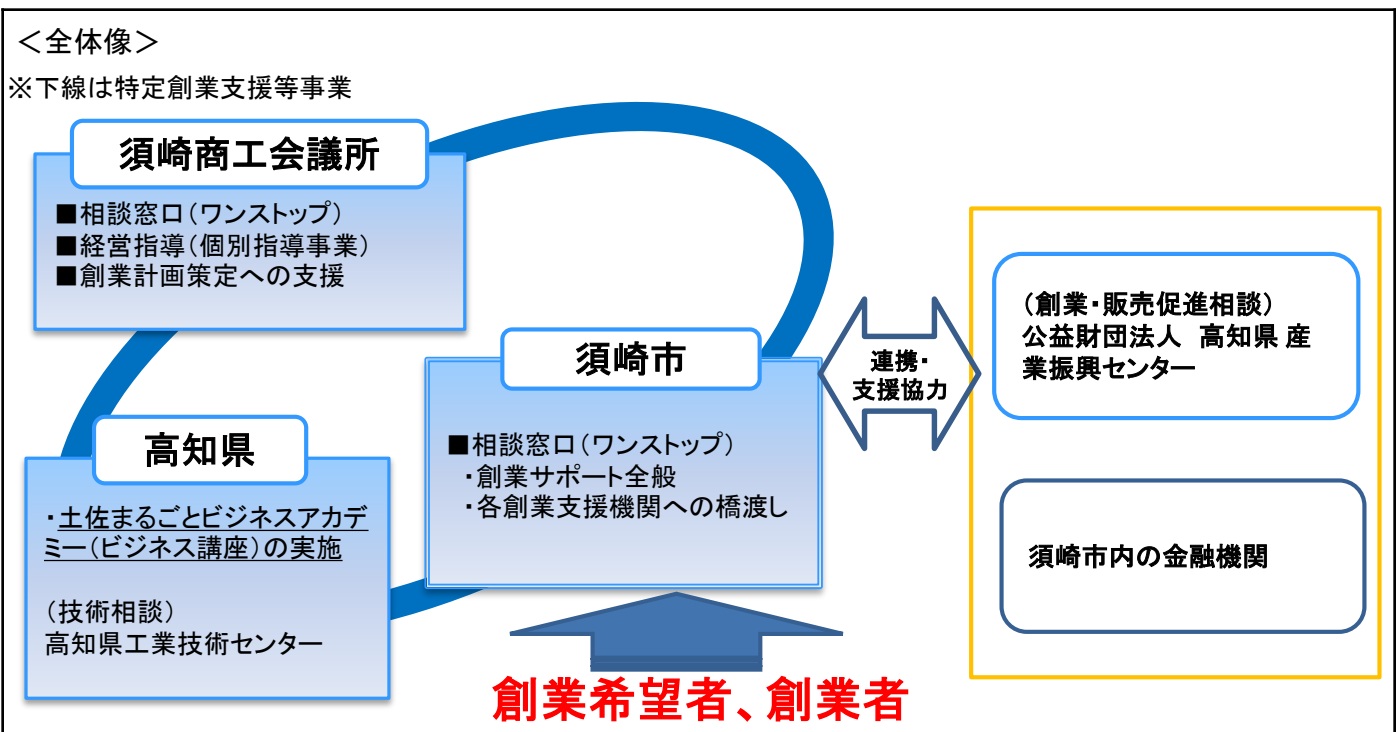 ＜全体像＞
※下線は特定創業支援等事業
須崎商工会議所
■相談窓口（ワンストップ）
■経営指導（個別指導事業）
■創業計画策定への支援
高知県
・土佐まるごとビジネスアカデ
ミー（ビジネス講座）の実施
（技術相談）
高知県工業技術センター
須崎市
■相談窓口（ワンストップ）
・創業サポート全般
・各創業支援機関への橋渡し
連携・
支援協力
（創業・販売促進相談）
公益財団法人　高知県 産
業振興センター
須崎市内の金融機関
創業希望者、創業者